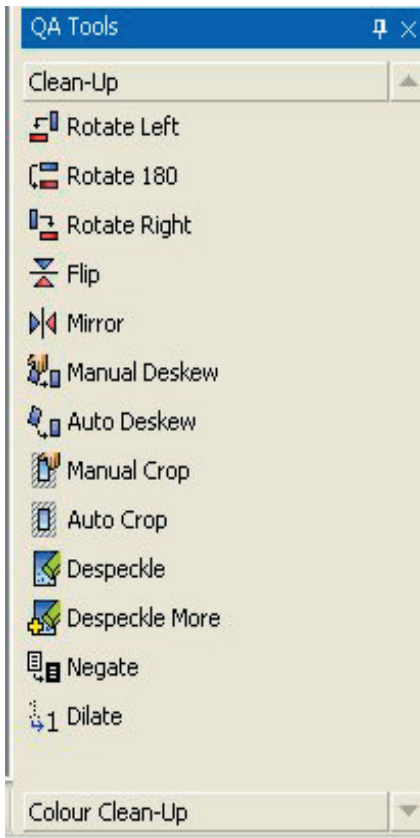 QA Tools
Clean-Up
Rotate Left
Rotate 180
Rotate Right
Flip
Mirror
Manual Deskew
Auto Deskew
Manual Crop
Auto Crop
Despeckle
Despeckle More
Negate
1 Dilate
Colour Clean-Up